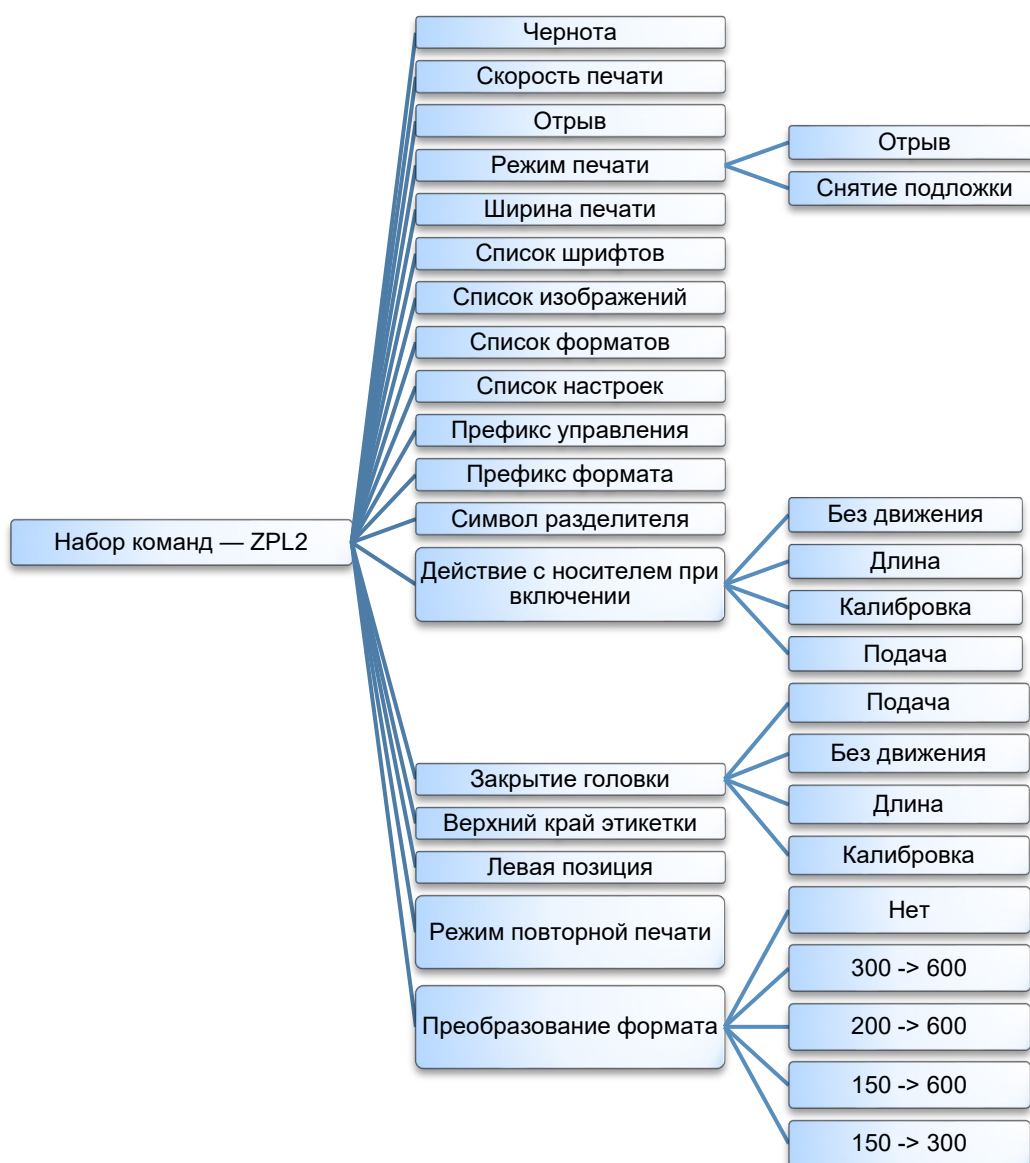 Чернота
Скорость печати
Отрыв
Режим печати
Отрыв
Снятие подложки
Ширина печати
Список шрифтов
Список изображений
Список форматов
Список настроек
Префикс управления
Префикс формата
Символ разделителя
Набор команд — ZPL2
Действие с носителем при
включении
Без движения
Длина
Калибровка
Подача
Закрытие головки
Подача
Без движения
Длина
Калибровка
Верхний край этикетки
Левая позиция
Режим повторной печати
Преобразование формата
Нет
300 -> 600
200 -> 600
150 -> 600
150 -> 300